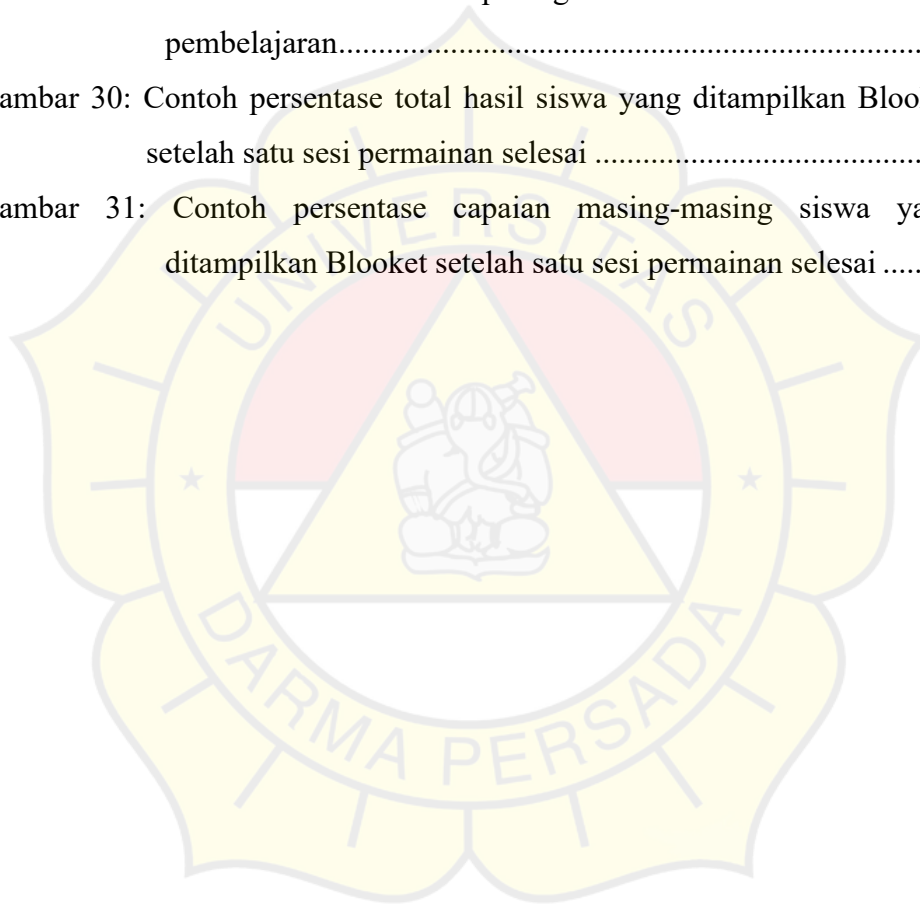 pembelajaran.........................................................................
ambar 30: Contoh persentase total hasil siswa yang ditampilkan Bloo
setelah satu sesi permainan selesai .........................................
ambar 31: Contoh persentase capaian masing-masing siswa ya
ditampilkan Blooket setelah satu sesi permainan selesai .....
UNIVERSITAS
DARMA PERSADA